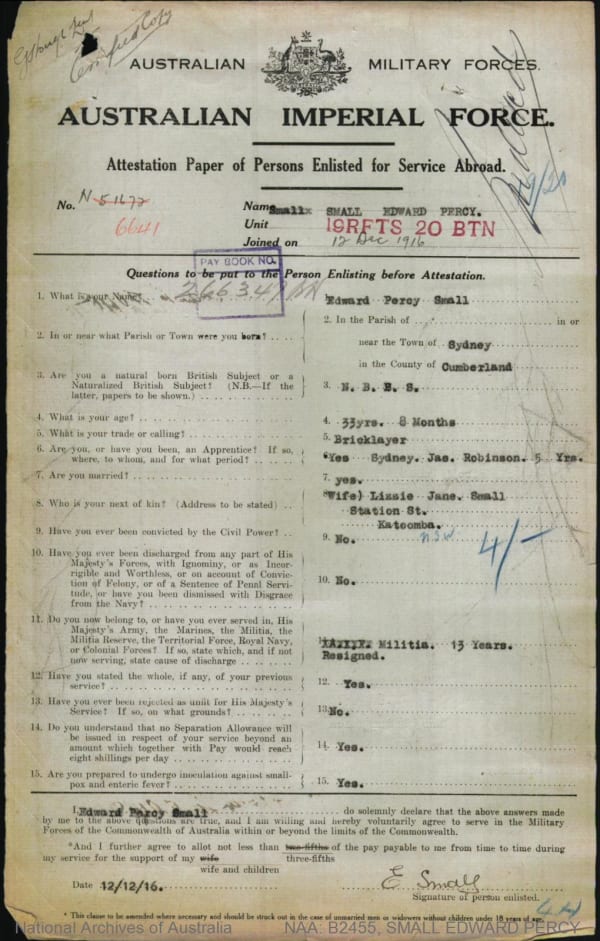 Certified Copy
AUSTRALIAN MILITARY FORCES.
AUSTRALIAN IMPERIAL FORCE.
Attestation Paper of Persons Enlisted for Service Abroad.
No. N 51672
6641
Name SMALL EDWARD PERCY.
Unit 19RFTS 20 BTN
Joined on 12 Dec 1916
Questions to be put to the Person Enlisting before Attestation.
PAY BOOK NO.
1. What is your Name? Edward Percy Small
2. In or near what Parish or Town were you born? 2. In the Parish of in or
near the Town of Sydney
in the County of Cumberland
3. Are you a natural born British Subject or a
Naturalized British Subject? (N.B.—If the
latter, papers to be shown.) 3. N. B. B. S.
4. What is your age? 4. 33yrs. 8 Months
5. What is your trade or calling? 5. Bricklayer
6. Are you, or have you been, an Apprentice? If so,
where, to whom, and for what period? Yes Sydney. Jas. Robinson. 5 Yrs.
7. Are you married? 7. yes.
8. Who is your next of kin? (Address to be stated) 8 Wife) Lizzie Jane. Small
Station St.
Katoomba.
NSW
4/-
9. Have you ever been convicted by the Civil Power? 9. No.
10. Have you ever been discharged from any part of His
Majesty's Forces, with Ignominy, or as Incor-
rigible and Worthless, or on account of Convic-
tion of Felony, or of a Sentence of Penal Servi-
tude, or have you been Dismissed with Disgrace
from the Navy? 10. No.
11. Do you now belong to, or have you ever served in, His
Majesty's Army, the Marines, the Militia, the
Militia Reserve, the Territorial Force, Royal Navy,
or Colonial Forces? If so, state which, and if not
now serving, state cause of discharge Militia. 13 Years.
Resigned.
12. Have you stated the whole, if any, of your previous
service? 12. Yes.
13. Have you ever been rejected as unfit for His Majesty's
Service? If so, on what grounds? 13. No.
14. Do you understand that no Separation Allowance will
be issued in respect of your service beyond an
amount which together with Pay would reach
eight shillings per day 14. Yes.
15. Are you prepared to undergo inoculation against small-
pox and enteric fever? 15. Yes.
I, Edward Percy Small do solemnly declare that the above answers made
by me to the above questions are true, and I am willing and hereby voluntarily agree to serve in the Military
Forces of the Commonwealth of Australia within or beyond the limits of the Commonwealth.
*And I further agree to allot not less than two-fifths of the pay payable to me from time to time during
three-fifths
my service for the support of my wife
wife and children
Date 12/12/16.
E Small
Signature of person enlisted.
* This clause to be amended where necessary and should be struck out in the case of unmarried men or widowers without children under 18 years of age.
National Archives of Australia NAA: B2455, SMALL EDWARD PERCY